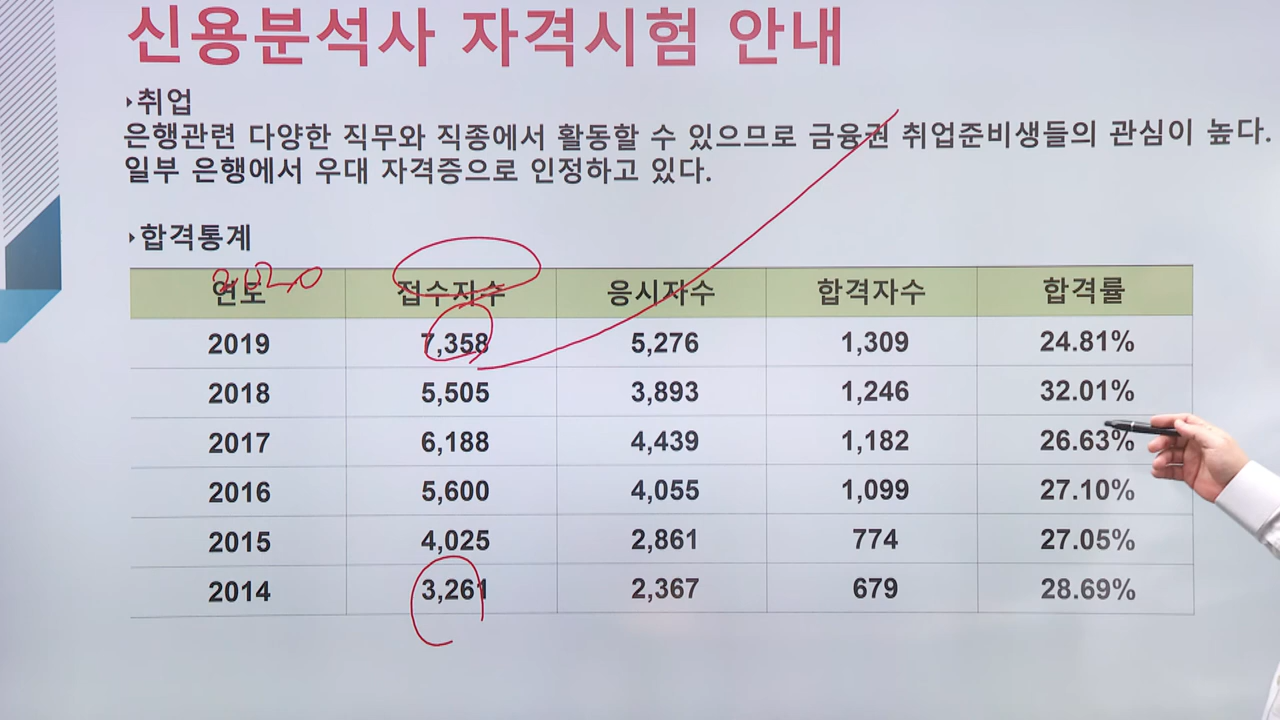 신용분석사 자격시험 안내
▸취업
은행관련 다양한 직무와 직종에서 활동할 수 있으므로 금융권 취업준비생들의 관심이 높다.
일부 은행에서 우대 자격증으로 인정하고 있다.
▸합격통계
2020
연도 접수자수 응시자수 합격자수 합격률
2019 7,358 5,276 1,309 24.81%
2018 5,505 3,893 1,246 32.01%
2017 6,188 4,439 1,182 26.63%
2016 5,600 4,055 1,099 27.10%
2015 4,025 2,861 774 27.05%
2014 3,261 2,367 679 28.69%